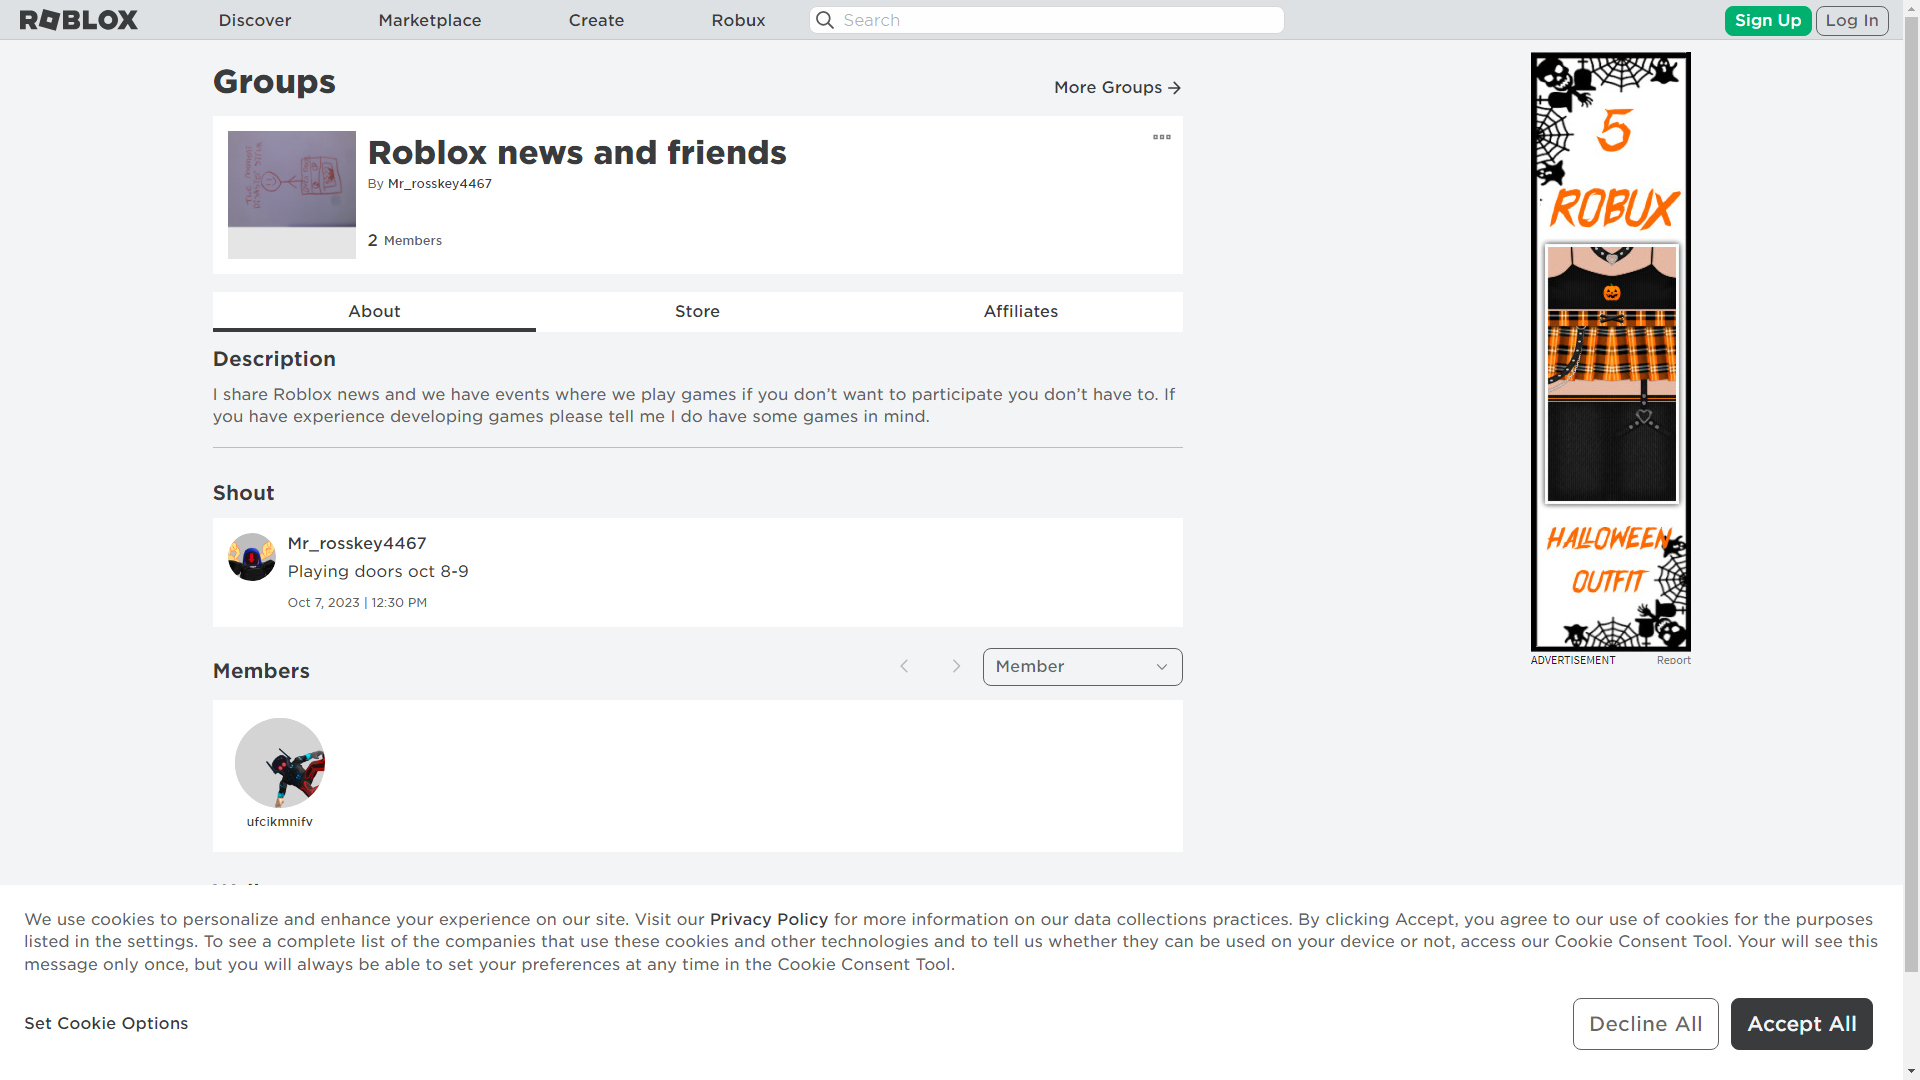 ROBLOX
Discover
Marketplace
Create
Robux
Search
Sign Up
Log In
Groups
More Groups
Roblox news and friends
By Mr_rosskey4467
2 Members
About
Store
Affiliates
Description
I share Roblox news and we have events where we play games if you don’t want to participate you don’t have to. If
you have experience developing games please tell me I do have some games in mind.
Shout
Mr_rosskey4467
Playing doors oct 8-9
Oct 7, 2023 | 12:30 PM
Members
Member
ufcikmnifv
5
ROBUX
HALLOWEEN
OUTFIT
ADVERTISEMENT
Report
We use cookies to personalize and enhance your experience on our site. Visit our Privacy Policy for more information on our data collections practices. By clicking Accept, you agree to our use of cookies for the purposes
listed in the settings. To see a complete list of the companies that use these cookies and other technologies and to tell us whether they can be used on your device or not, access our Cookie Consent Tool. Your will see this
message only once, but you will always be able to set your preferences at any time in the Cookie Consent Tool.
Set Cookie Options
Decline All
Accept All